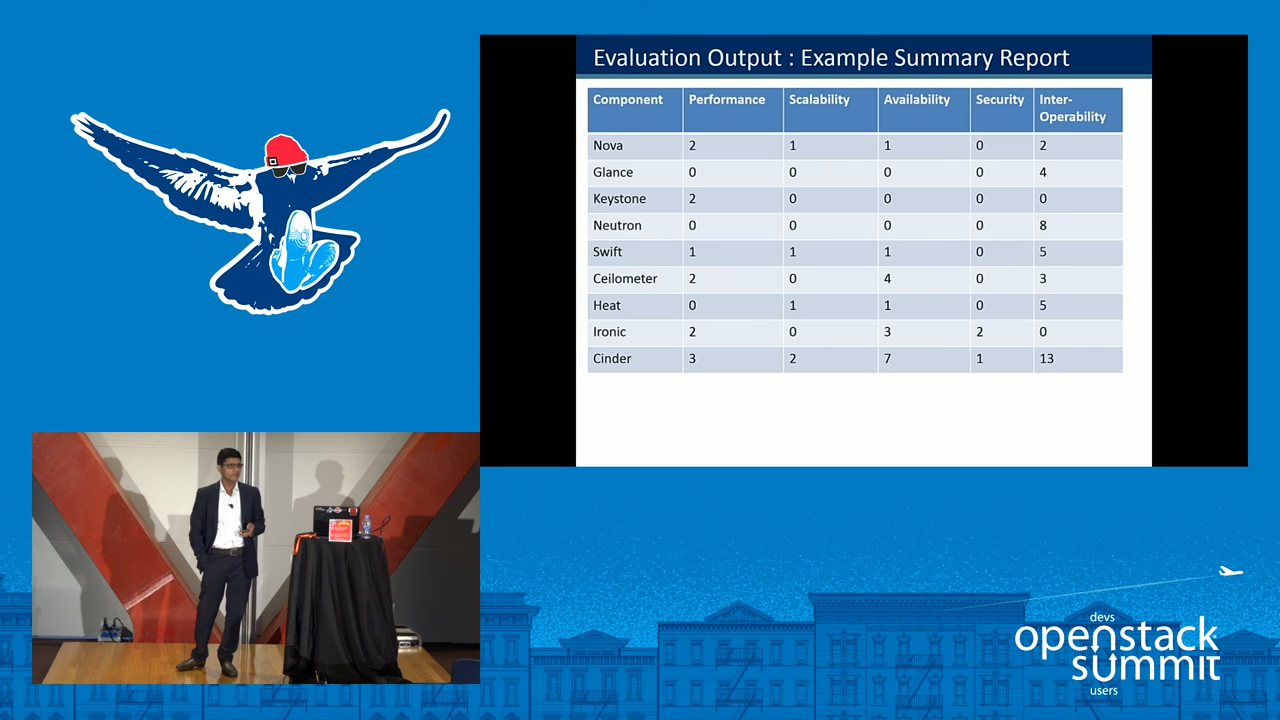 Evaluation Output : Example Summary Report
Component Performance Scalability Availability Security Inter-Operability
Nova 2 1 1 0 2
Glance 0 0 0 0 4
Keystone 2 0 0 0 0
Neutron 0 0 0 0 8
Swift 1 1 1 0 5
Ceilometer 2 0 4 0 3
Heat 0 1 1 0 5
Ironic 2 0 3 2 0
Cinder 3 2 7 1 13
devs
openstack
summit
users